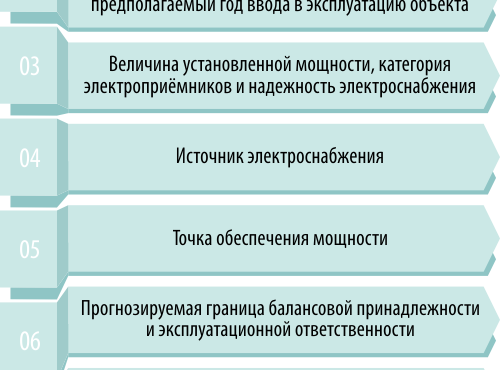 предполагаемый год ввода в эксплуатацию объекта
03
Величина установленной мощности, категория
электроприёмников и надежность электроснабжения
04
Источник электроснабжения
05
Точка обеспечения мощности
06
Прогнозируемая граница балансовой принадлежности
и эксплуатационной ответственности